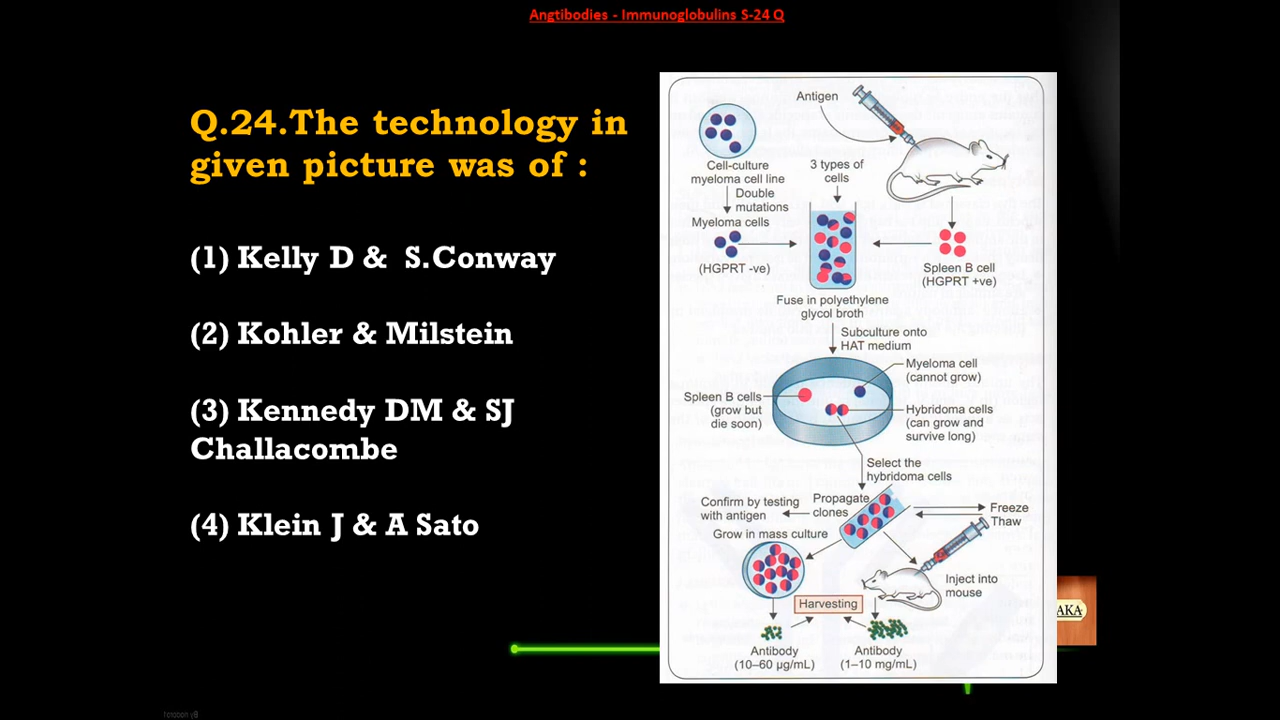 Angtibodies - Immunoglobulins S-24 Q
Q.24.The technology in
given picture was of :
(1) Kelly D & S.Conway
(2) Kohler & Milstein
(3) Kennedy DM & SJ
Challacombe
(4) Klein J & A Sato
Antigen
Cell-culture
myeloma cell line
3 types of
cells
Double
mutations
Myeloma cells
(HGPRT -ve)
Spleen B cell
(HGPRT +ve)
Fuse in polyethylene
glycol broth
Subculture onto
HAT medium
Myeloma cell
(cannot grow)
Spleen B cells
(grow but
die soon)
Hybridoma cells
(can grow and
survive long)
Select the
hybridoma cells
Confirm by testing
with antigen
Propagate
clones
Freeze
Thaw
Grow in mass culture
Inject into
mouse
Harvesting
AKA
Antibody
(10–60 µg/mL)
Antibody
(1–10 mg/mL)